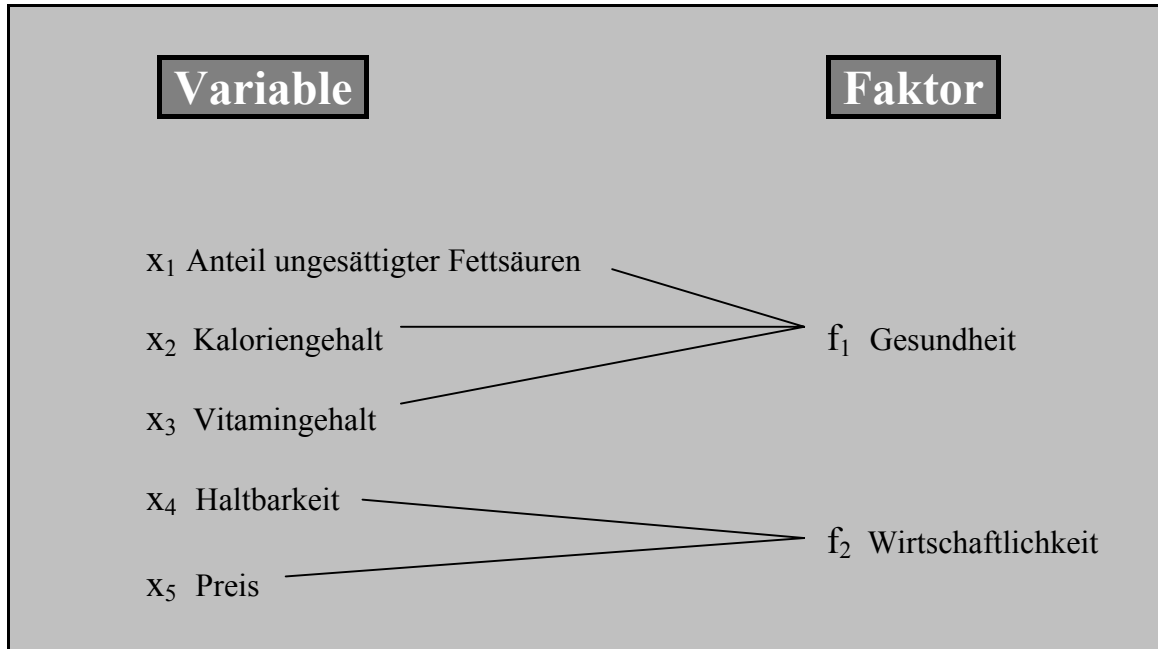 Variable Faktor
x₁ Anteil ungesättigter Fettsäuren
x₂ Kaloriengehalt
f₁ Gesundheit
x₃ Vitamingehalt
x₄ Haltbarkeit
f₂ Wirtschaftlichkeit
x₅ Preis